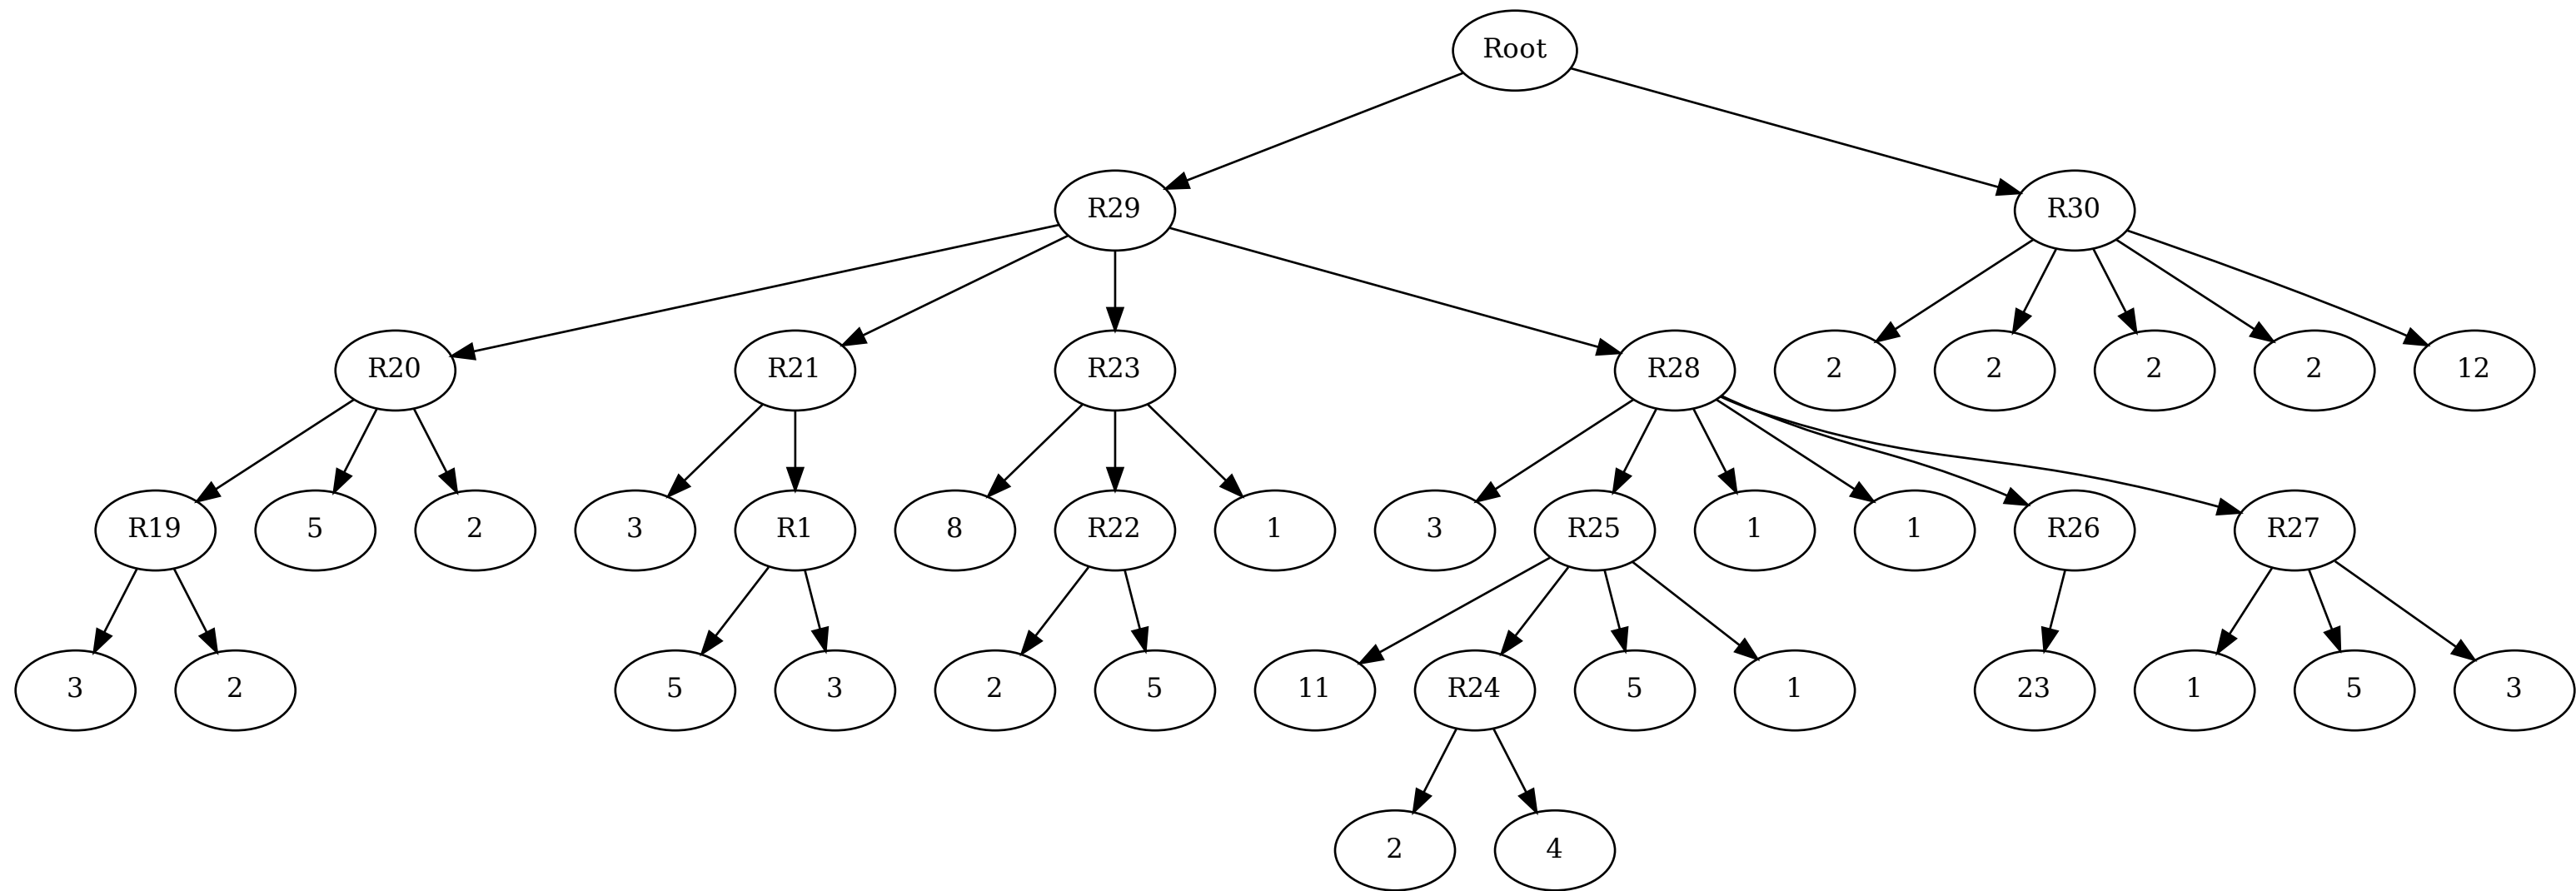 Root
R29 R30
R20 R21 R23 R28 2 2 2 2 12
R19 5 2 3 R1 8 R22 1 3 R25 1 1 R26 R27
3 2 5 3 2 5 11 R24 5 1 23 1 5 3
2 4